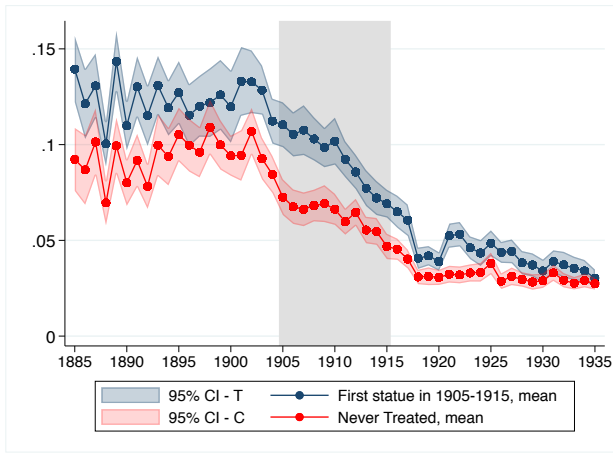 .15
.1
.05
0
1885 1890 1895 1900 1905 1910 1915 1920 1925 1930 1935
95% CI - T First statue in 1905-1915, mean
95% CI - C Never Treated, mean